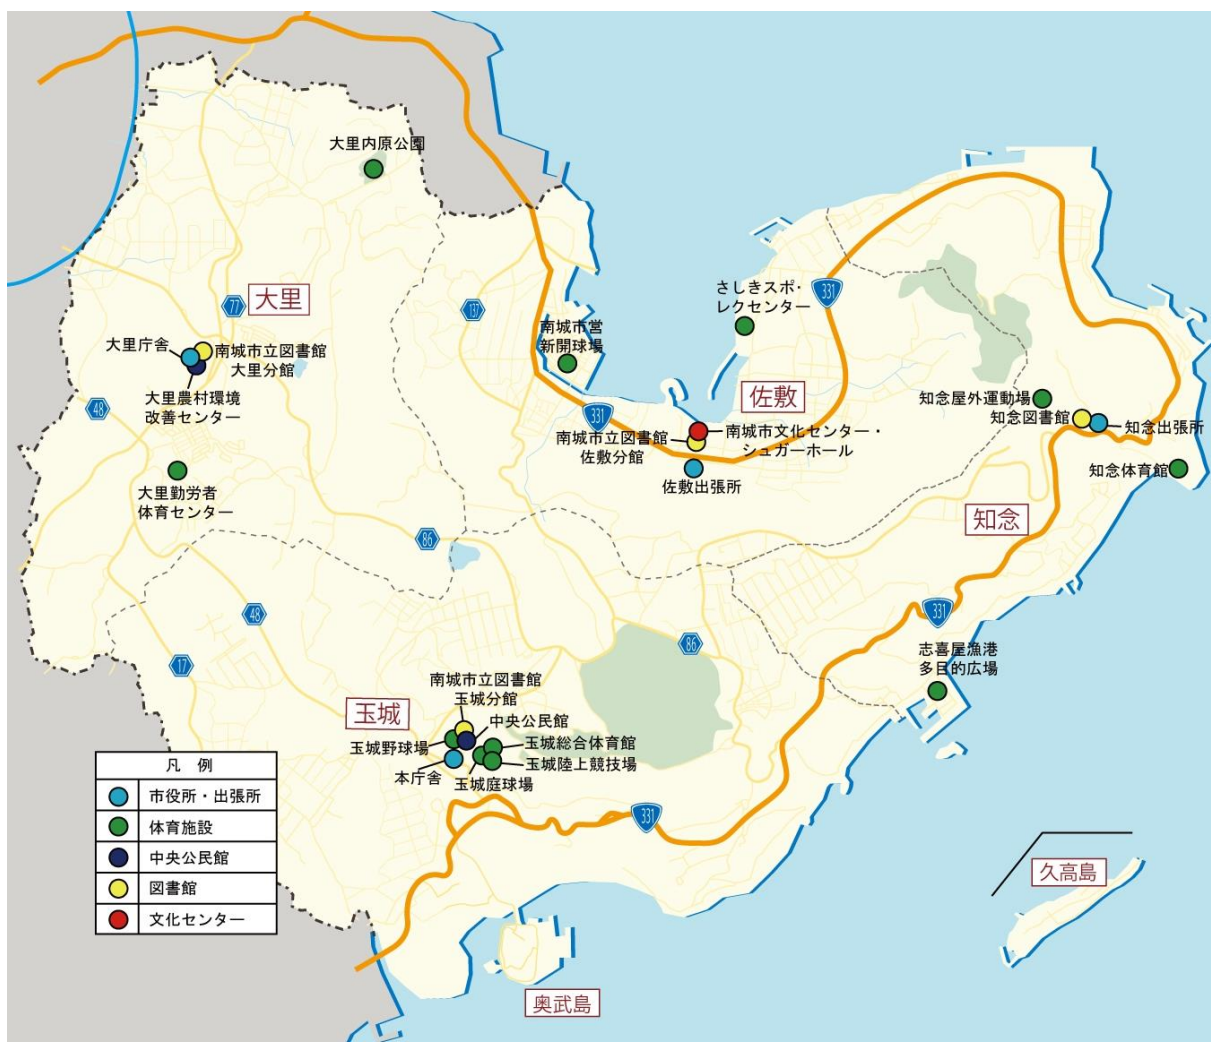 大里内原公園
大里
77
137
大里庁舎
南城市立図書館
大里分館
大里農村環境
改善センター
48
大里勤労者
体育センター
南城市営
新開球場
さしきスポ・
レクセンター
331
佐敷
331
南城市立図書館
佐敷分館
南城市文化センター・
シュガーホール
佐敷出張所
知念屋外運動場
知念図書館
知念出張所
知念体育館
知念
86
48
17
86
331
志喜屋漁港
多目的広場
玉城
南城市立図書館
玉城分館
中央公民館
玉城野球場
玉城総合体育館
本庁舎
玉城陸上競技場
玉城庭球場
331
久高島
奥武島
凡 例
市役所・出張所
体育施設
中央公民館
図書館
文化センター